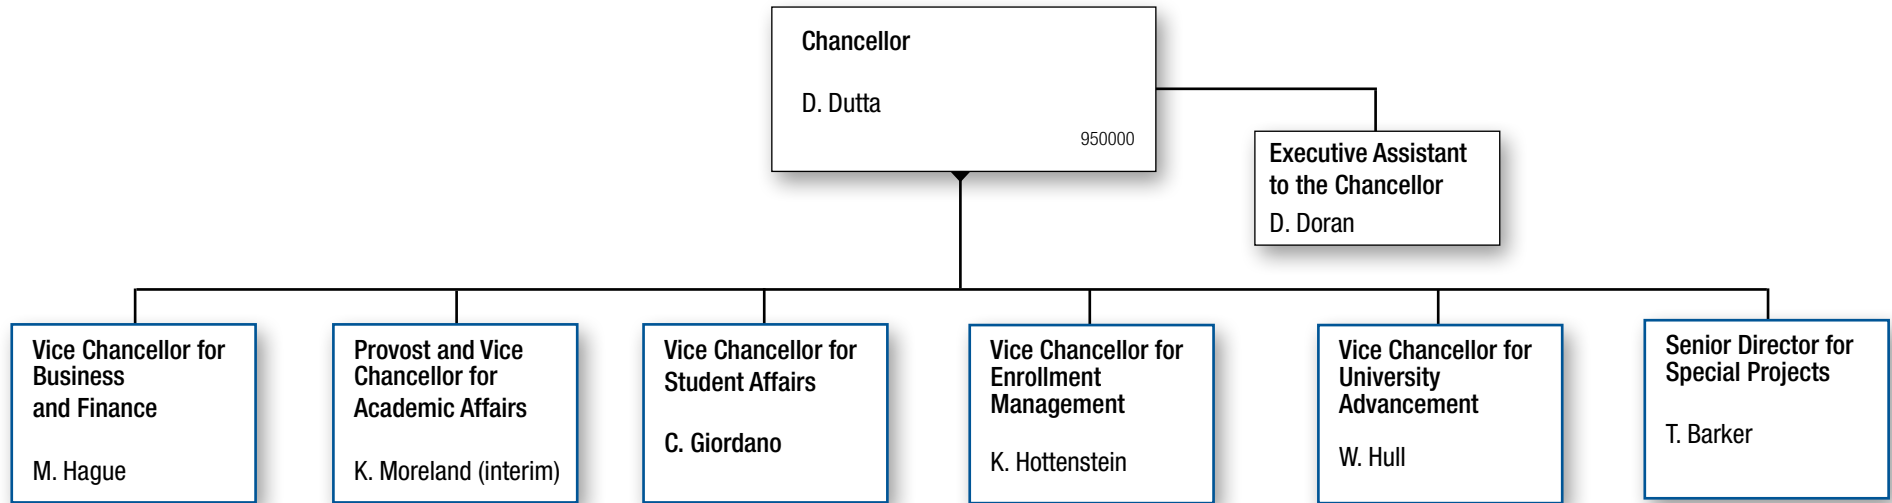 Chancellor
D. Dutta
950000
Executive Assistant
to the Chancellor
D. Doran
Vice Chancellor for
Business
and Finance
M. Hague
Provost and Vice
Chancellor for
Academic Affairs
K. Moreland (interim)
Vice Chancellor for
Student Affairs
C. Giordano
Vice Chancellor for
Enrollment
Management
K. Hottenstein
Vice Chancellor for
University
Advancement
W. Hull
Senior Director for
Special Projects
T. Barker